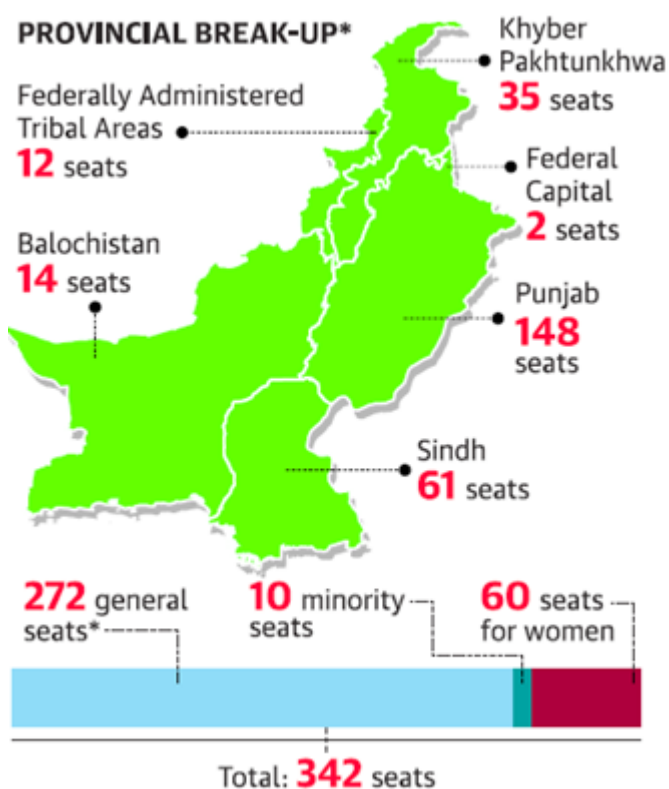 PROVINCIAL BREAK-UP*
Khyber
Pakhtunkhwa
35 seats
Federally Administered
Tribal Areas
12 seats
Federal
Capital
2 seats
Balochistan
14 seats
Punjab
148
seats
Sindh
61 seats
272 general
seats*
10 minority
seats
60 seats
for women
Total: 342 seats